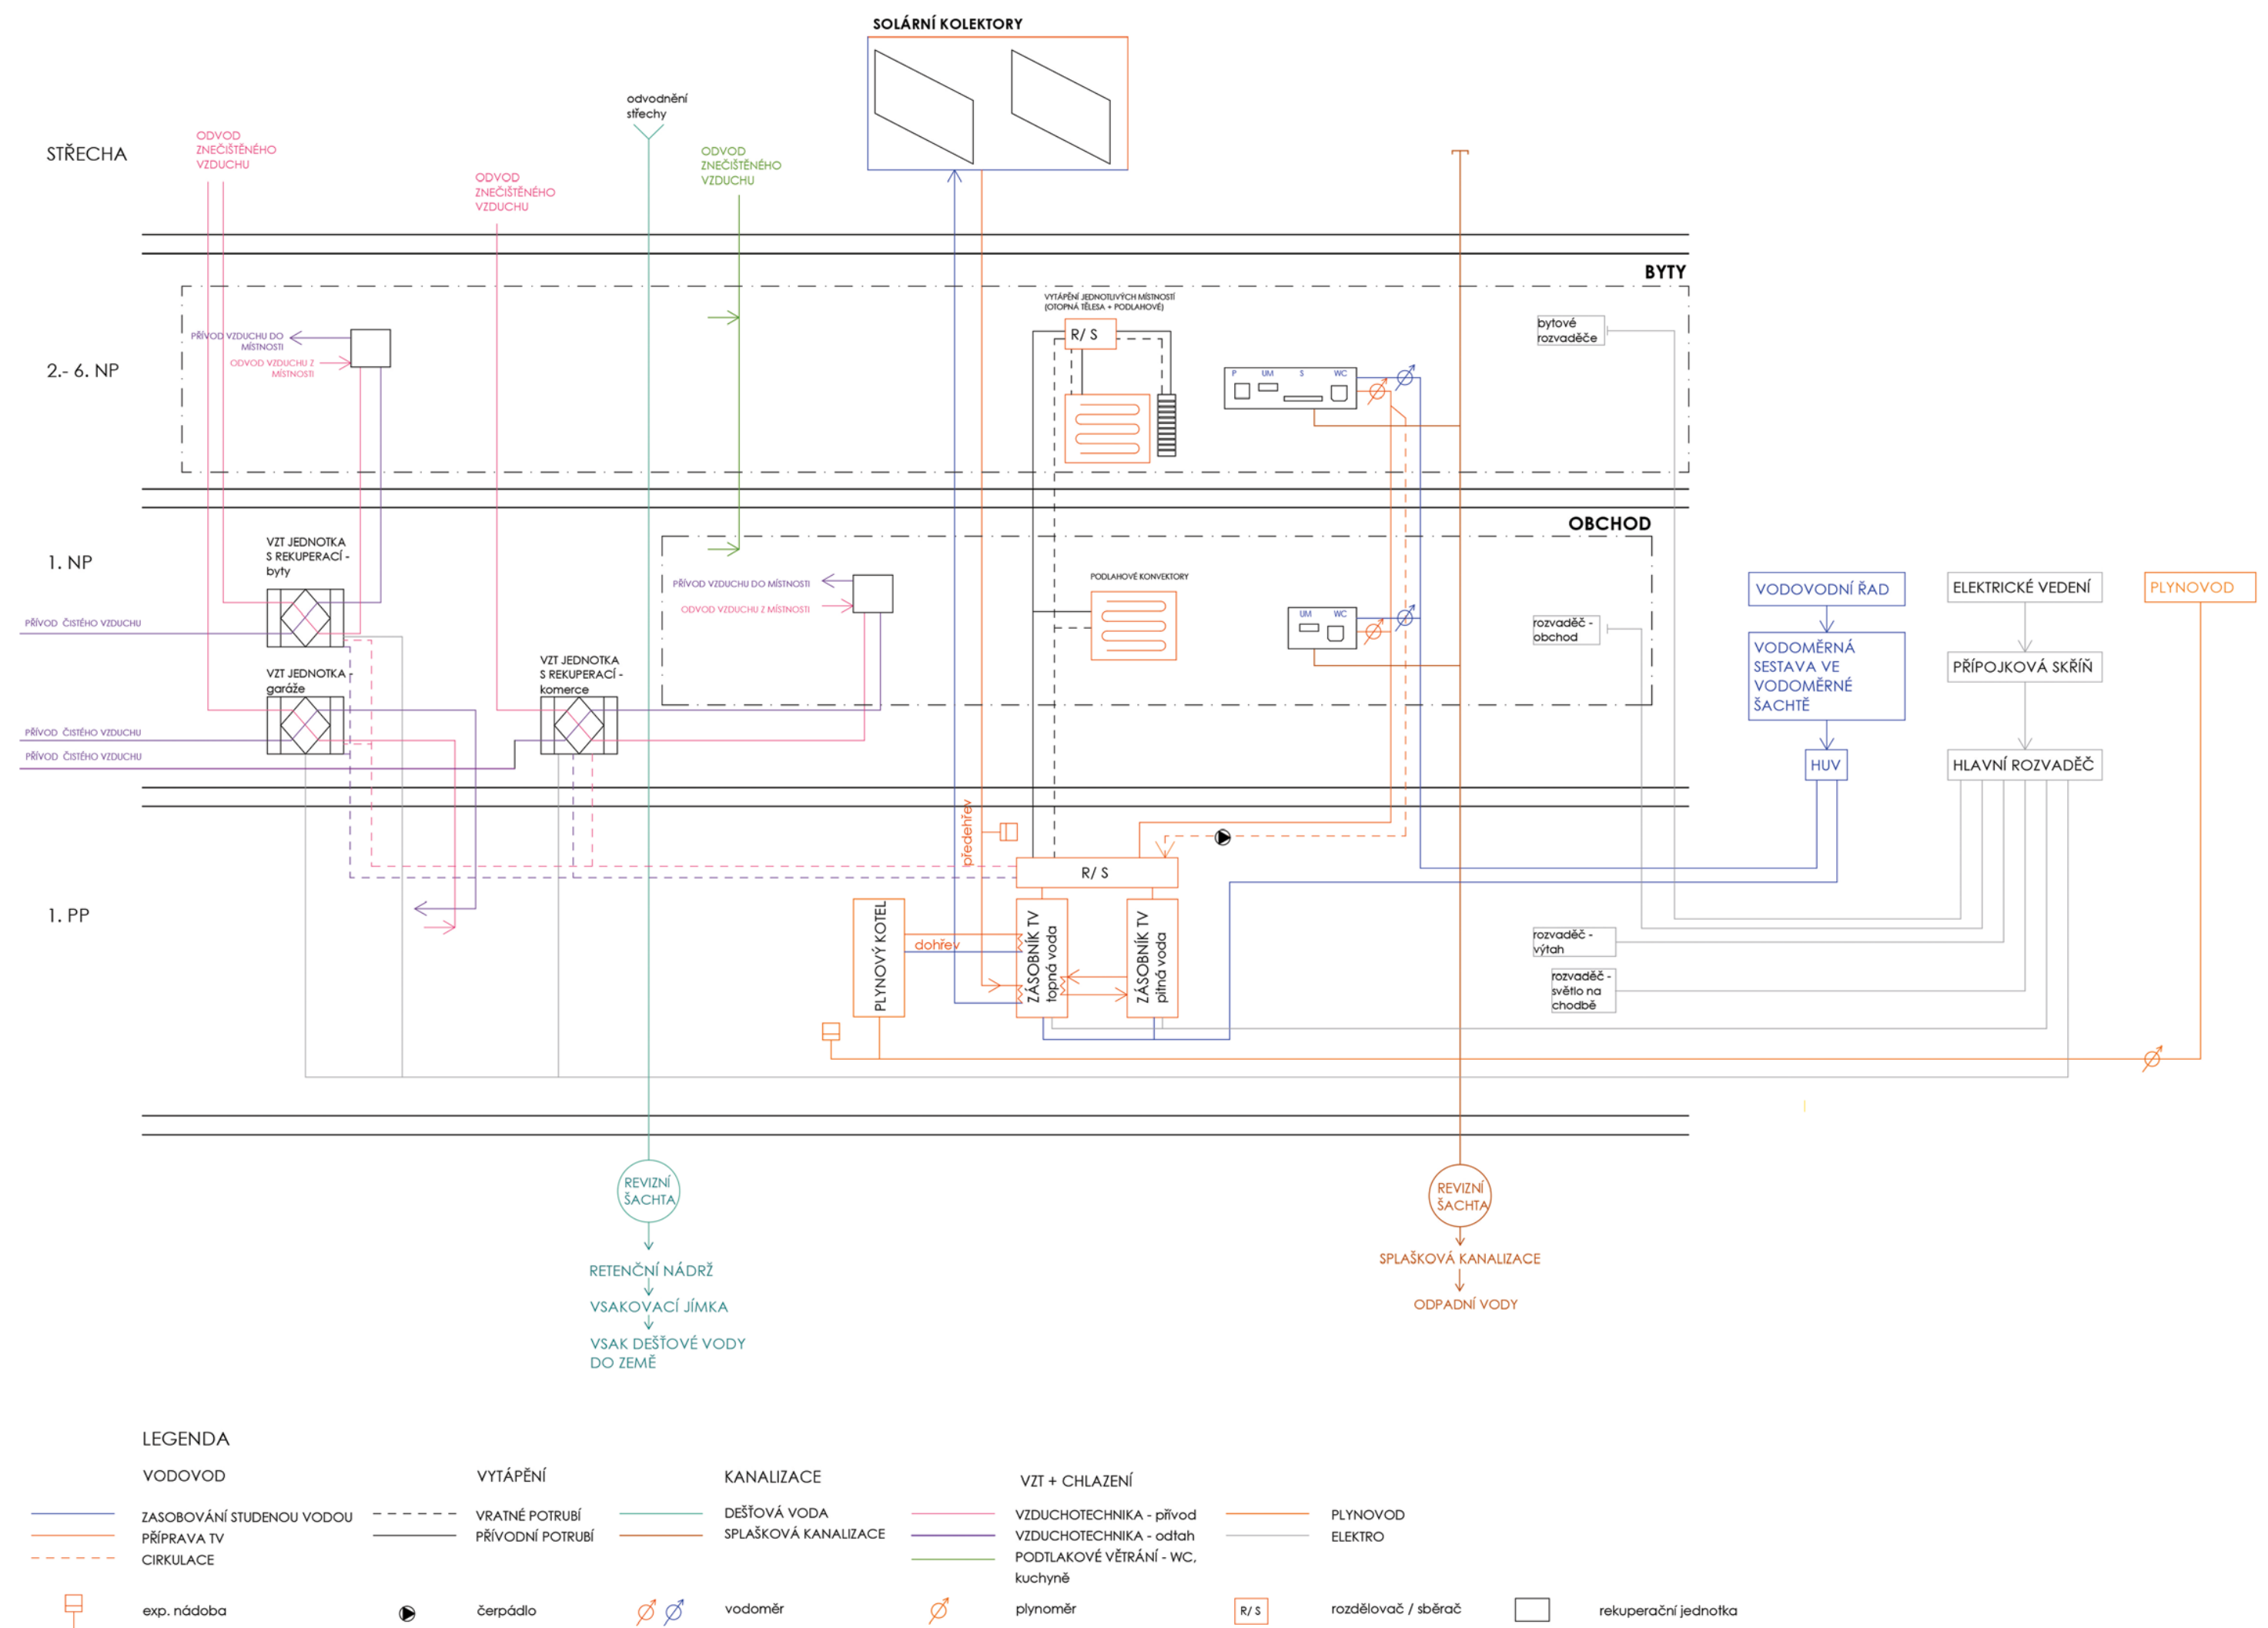 SOLÁRNÍ KOLEKTORY
odvodnění
střechy
STŘECHA
ODVOD
ZNEČIŠTĚNÉHO
VZDUCHU
ODVOD
ZNEČIŠTĚNÉHO
VZDUCHU
ODVOD
ZNEČIŠTĚNÉHO
VZDUCHU
BYTY
2.- 6. NP
PŘÍVOD VZDUCHU DO
MÍSTNOSTI
ODVOD VZDUCHU Z
MÍSTNOSTI
VYTÁPĚNÍ JEDNOTLIVÝCH MÍSTNOSTÍ
(OTOPNÁ TĚLESA + PODLAHOVÉ)
R/ S
P UM S WC
bytové
rozvaděče
OBCHOD
1. NP
VZT JEDNOTKA
S REKUPERACÍ -
byty
PŘÍVOD ČISTÉHO VZDUCHU
VZT JEDNOTKA -
garáže
PŘÍVOD ČISTÉHO VZDUCHU
PŘÍVOD ČISTÉHO VZDUCHU
VZT JEDNOTKA
S REKUPERACÍ -
komerce
PŘÍVOD VZDUCHU DO MÍSTNOSTI
ODVOD VZDUCHU Z MÍSTNOSTI
PODLAHOVÉ KONVEKTORY
UM WC
rozvaděč -
obchod
VODOVODNÍ ŘAD
VODOMĚRNÁ
SESTAVA VE
VODOMĚRNÉ
ŠACHTĚ
HUV
ELEKTRICKÉ VEDENÍ
PŘÍPOJKOVÁ SKŘÍŇ
HLAVNÍ ROZVADĚČ
PLYNOVOD
1. PP
předehřev
R/ S
PLYNOVÝ KOTEL
dohřev
ZÁSOBNÍK TV
topná voda
ZÁSOBNÍK TV
pitná voda
rozvaděč -
výtah
rozvaděč -
světlo na
chodbě
REVIZNÍ
ŠACHTA
RETENČNÍ NÁDRŽ
VSAKOVACÍ JÍMKA
VSAK DEŠŤOVÉ VODY
DO ZEMĚ
REVIZNÍ
ŠACHTA
SPLAŠKOVÁ KANALIZACE
ODPADNÍ VODY
LEGENDA
VODOVOD
ZASOBOVÁNÍ STUDENOU VODOU
PŘÍPRAVA TV
CIRKULACE
VYTÁPĚNÍ
VRATNÉ POTRUBÍ
PŘÍVODNÍ POTRUBÍ
KANALIZACE
DEŠŤOVÁ VODA
SPLAŠKOVÁ KANALIZACE
VZT + CHLAZENÍ
VZDUCHOTECHNIKA - přívod
VZDUCHOTECHNIKA - odtah
PODTLAKOVÉ VĚTRÁNÍ - WC,
kuchyně
PLYNOVOD
ELEKTRO
exp. nádoba
čerpádlo
vodoměr
plynoměr
R/ S
rozdělovač / sběrač
rekuperační jednotka